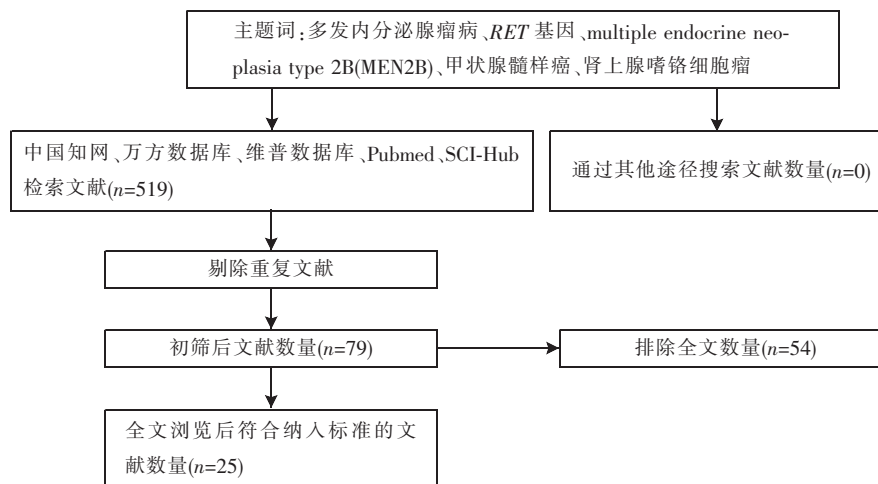 主题词:多发内分泌腺瘤病、RET 基因、multiple endocrine neo-
plasia type 2B(MEN2B)、甲状腺髓样癌、肾上腺嗜铬细胞瘤
中国知网、万方数据库、维普数据库、Pubmed、SCI-Hub
检索文献(n=519)
通过其他途径搜索文献数量(n=0)
剔除重复文献
初筛后文献数量(n=79)
排除全文数量(n=54)
全文浏览后符合纳入标准的文
献数量(n=25)